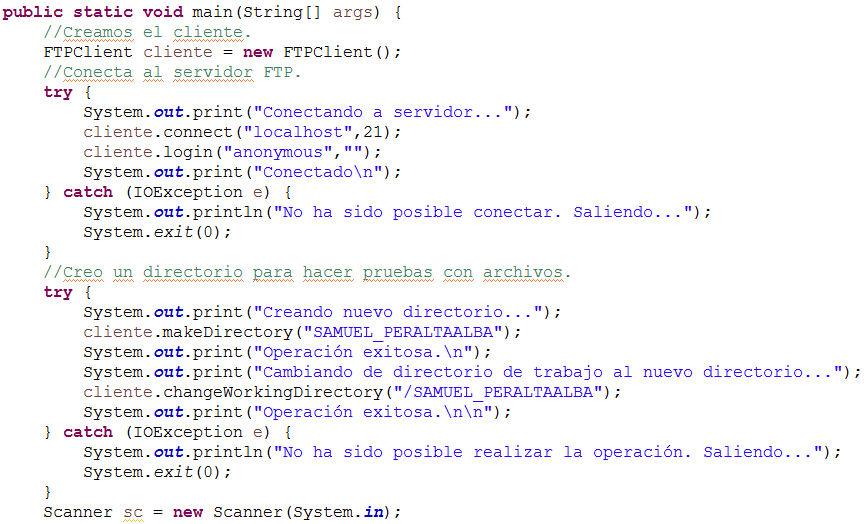 public static void main(String[] args) {
    //Creamos el cliente.
    FTPClient cliente = new FTPClient();
    //Conecta al servidor FTP.
    try {
        System.out.print("Conectando a servidor...");
        cliente.connect("localhost",21);
        cliente.login("anonymous","");
        System.out.print("Conectado\n");
    } catch (IOException e) {
        System.out.println("No ha sido posible conectar. Saliendo...");
        System.exit(0);
    }
    //Creo un directorio para hacer pruebas con archivos.
    try {
        System.out.print("Creando nuevo directorio...");
        cliente.makeDirectory("SAMUEL_PERALTAALBA");
        System.out.print("Operación exitosa.\n");
        System.out.print("Cambiando de directorio de trabajo al nuevo directorio...");
        cliente.changeWorkingDirectory("/SAMUEL_PERALTAALBA");
        System.out.print("Operación exitosa.\n\n");
    } catch (IOException e) {
        System.out.println("No ha sido posible realizar la operación. Saliendo...");
        System.exit(0);
    }
    Scanner sc = new Scanner(System.in);